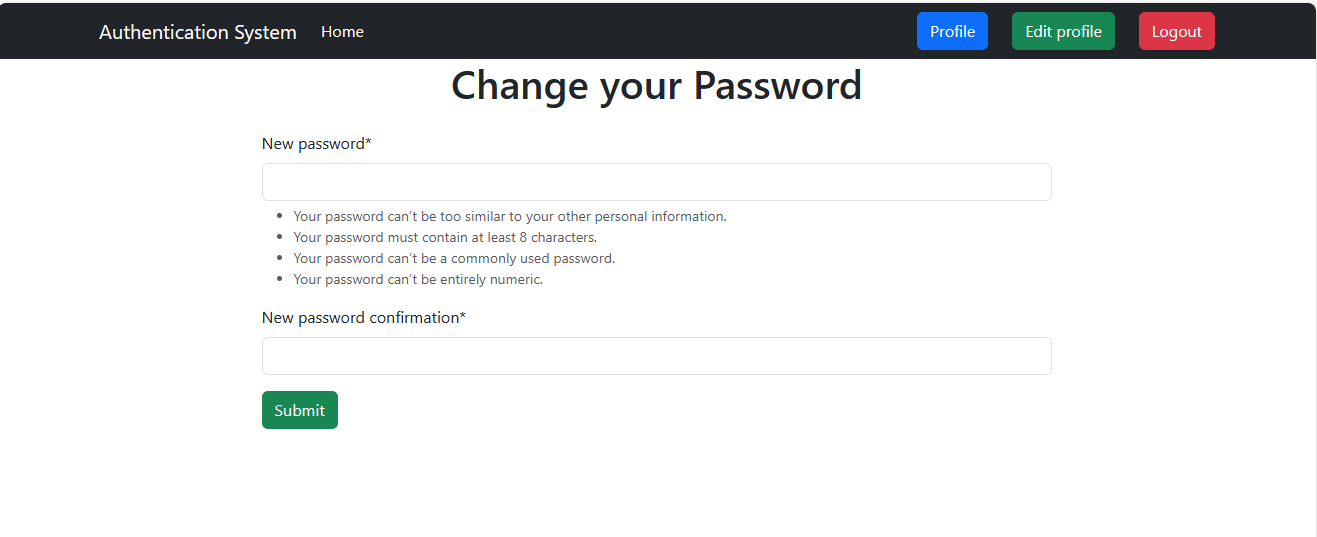 Authentication System Home Profile Edit profile Logout
Change your Password
New password*
Your password can't be too similar to your other personal information.
Your password must contain at least 8 characters.
Your password can't be a commonly used password.
Your password can't be entirely numeric.
New password confirmation*
Submit